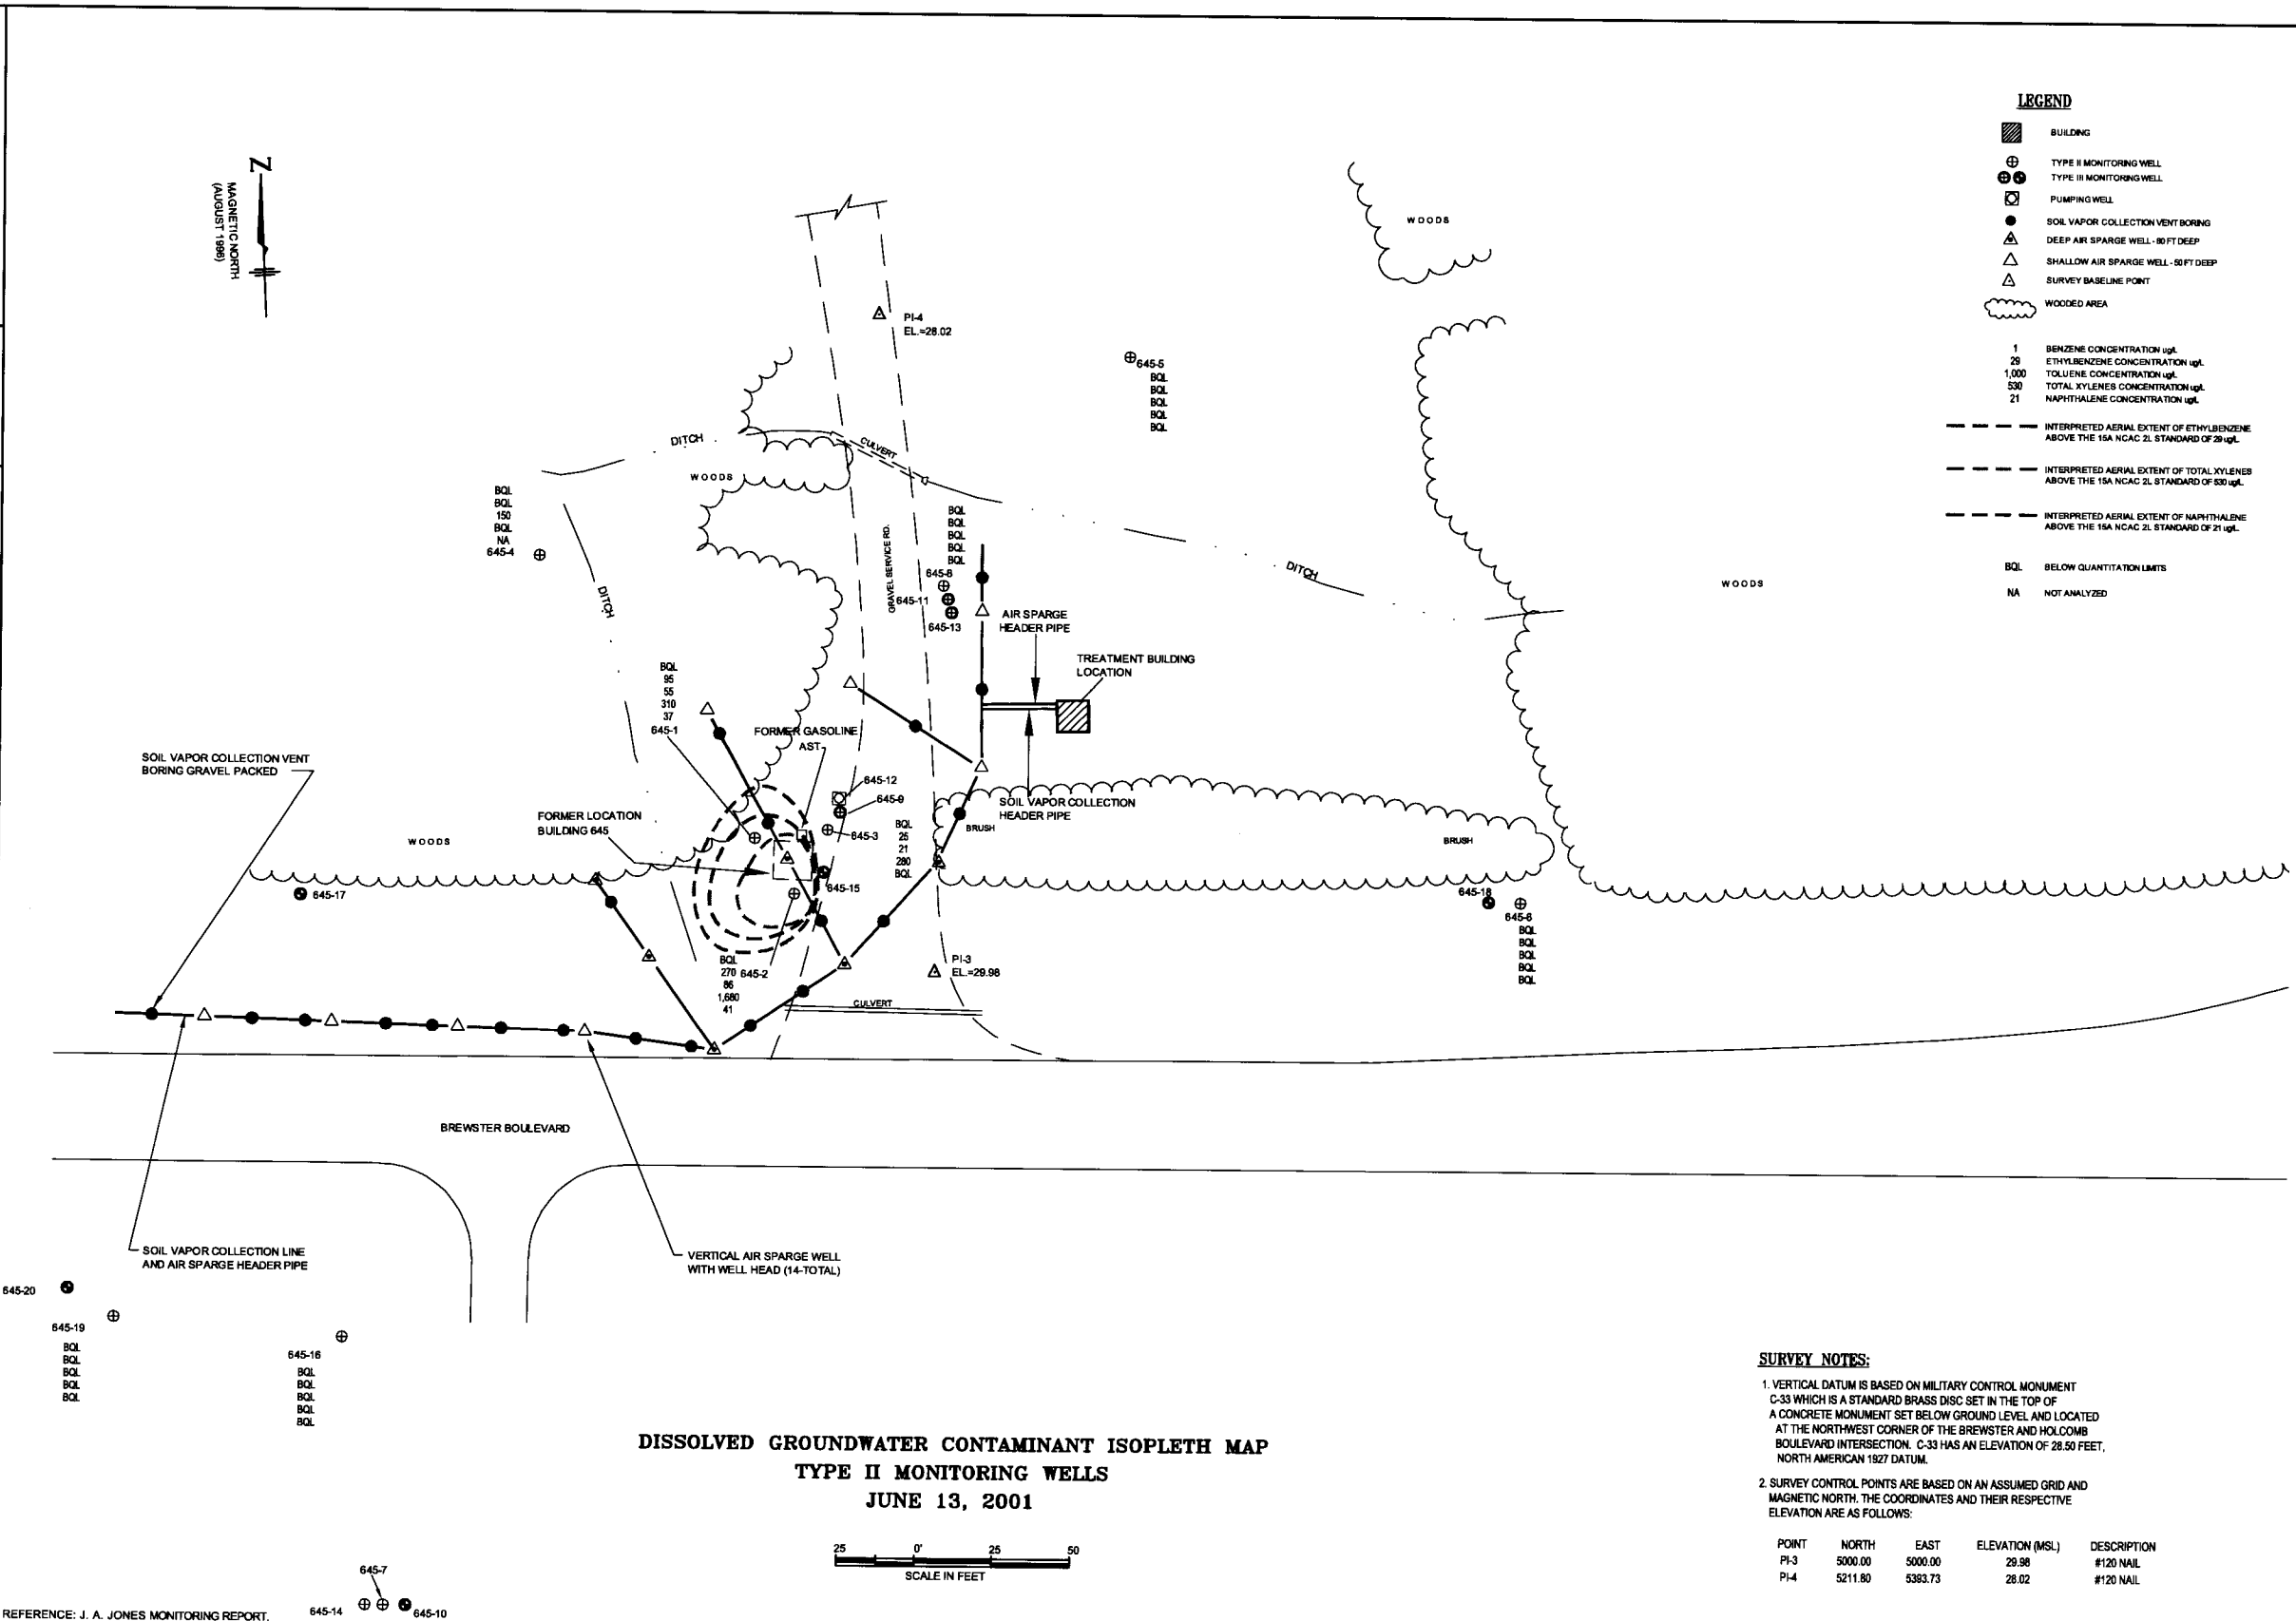 LEGEND
BUILDING
TYPE II MONITORING WELL
TYPE III MONITORING WELL
PUMPING WELL
SOIL VAPOR COLLECTION VENT BORING
DEEP AIR SPARGE WELL - 80 FT DEEP
SHALLOW AIR SPARGE WELL - 50 FT DEEP
SURVEY BASELINE POINT
WOODED AREA
1 BENZENE CONCENTRATION ug/L
29 ETHYLBENZENE CONCENTRATION ug/L
1,000 TOLUENE CONCENTRATION ug/L
530 TOTAL XYLENES CONCENTRATION ug/L
21 NAPHTHALENE CONCENTRATION ug/L
INTERPRETED AERIAL EXTENT OF ETHYLBENZENE
ABOVE THE 15A NCAC 2L STANDARD OF 29 ug/L
INTERPRETED AERIAL EXTENT OF TOTAL XYLENES
ABOVE THE 15A NCAC 2L STANDARD OF 530 ug/L
INTERPRETED AERIAL EXTENT OF NAPHTHALENE
ABOVE THE 15A NCAC 2L STANDARD OF 21 ug/L
BQL BELOW QUANTITATION LIMITS
NA NOT ANALYZED
N
MAGNETIC NORTH
(AUGUST 1996)
WOODS
PI-4
EL.=28.02
645-5
BQL
BQL
BQL
BQL
BQL
DITCH
CULVERT
WOODS
BQL
BQL
150
BQL
NA
645-4
DITCH
GRAVEL SERVICE RD.
BQL
BQL
BQL
BQL
BQL
645-8
645-11
645-13
AIR SPARGE
HEADER PIPE
DITCH
WOODS
TREATMENT BUILDING
LOCATION
BQL
95
55
310
37
645-1
FORMER GASOLINE
AST
SOIL VAPOR COLLECTION VENT
BORING GRAVEL PACKED
645-12
645-9
645-3
BQL
25
21
280
BQL
SOIL VAPOR COLLECTION
HEADER PIPE
BRUSH
BRUSH
FORMER LOCATION
BUILDING 645
WOODS
645-15
645-17
645-18
645-6
BQL
BQL
BQL
BQL
BQL
BQL
270
86
1,680
41
645-2
PI-3
EL.=29.98
CULVERT
BREWSTER BOULEVARD
SOIL VAPOR COLLECTION LINE
AND AIR SPARGE HEADER PIPE
VERTICAL AIR SPARGE WELL
WITH WELL HEAD (14-TOTAL)
645-20
645-19
BQL
BQL
BQL
BQL
BQL
645-16
BQL
BQL
BQL
BQL
BQL
DISSOLVED GROUNDWATER CONTAMINANT ISOPLETH MAP
TYPE II MONITORING WELLS
JUNE 13, 2001
25 0' 25 50
SCALE IN FEET
645-7
645-14
645-10
REFERENCE: J. A. JONES MONITORING REPORT.
SURVEY NOTES:
1. VERTICAL DATUM IS BASED ON MILITARY CONTROL MONUMENT
C-33 WHICH IS A STANDARD BRASS DISC SET IN THE TOP OF
A CONCRETE MONUMENT SET BELOW GROUND LEVEL AND LOCATED
AT THE NORTHWEST CORNER OF THE BREWSTER AND HOLCOMB
BOULEVARD INTERSECTION. C-33 HAS AN ELEVATION OF 28.50 FEET,
NORTH AMERICAN 1927 DATUM.
2. SURVEY CONTROL POINTS ARE BASED ON AN ASSUMED GRID AND
MAGNETIC NORTH. THE COORDINATES AND THEIR RESPECTIVE
ELEVATION ARE AS FOLLOWS:
POINT NORTH EAST ELEVATION (MSL) DESCRIPTION
PI-3 5000.00 5000.00 29.98 #120 NAIL
PI-4 5211.80 5393.73 28.02 #120 NAIL